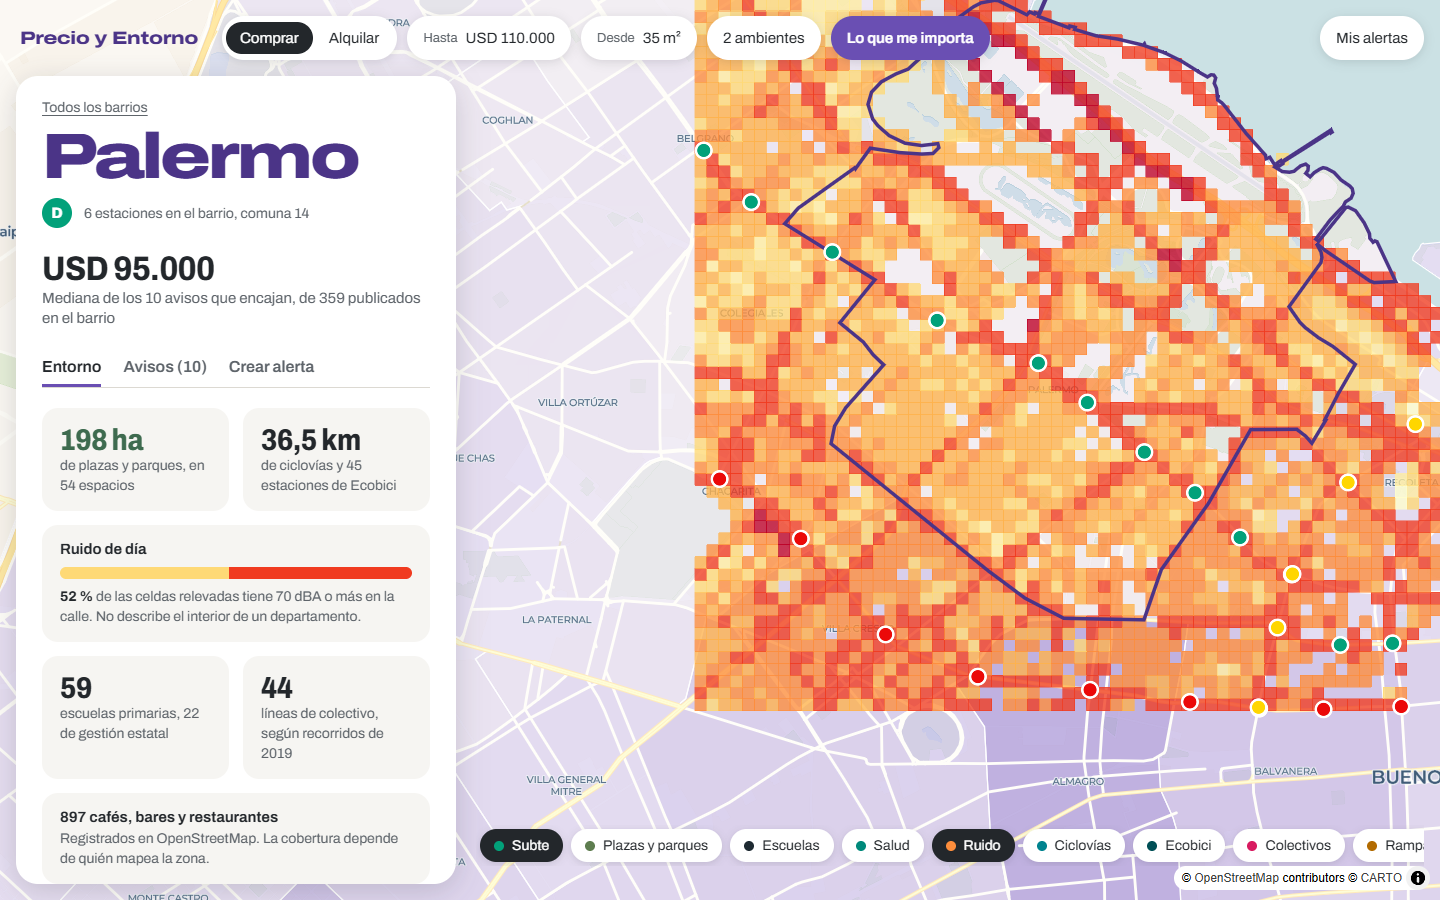 Precio y Entorno
Comprar
Alquilar
Hasta USD 110.000
Desde 35 m²
2 ambientes
Lo que me importa
Mis alertas
Todos los barrios
Palermo
D
6 estaciones en el barrio, comuna 14
USD 95.000
Mediana de los 10 avisos que encajan, de 359 publicados
en el barrio
Entorno
Avisos (10)
Crear alerta
198 ha
de plazas y parques, en
54 espacios
36,5 km
de ciclovías y 45
estaciones de Ecobici
Ruido de día
52 % de las celdas relevadas tiene 70 dBA o más en la
calle. No describe el interior de un departamento.
59
escuelas primarias, 22
de gestión estatal
44
líneas de colectivo,
según recorridos de
2019
897 cafés, bares y restaurantes
Registrados en OpenStreetMap. La cobertura depende
de quién mapea la zona.
COGHLAN
BELGRANO
COLEGIALES
PALERMO
VILLA ORTÚZAR
CHACARITA
RECOLETA
LA PATERNAL
VILLA CRESPO
VILLA GENERAL
MITRE
ALMAGRO
BALVANERA
BUENO
MONTE CASTRO
Subte
Plazas y parques
Escuelas
Salud
Ruido
Ciclovías
Ecobici
Colectivos
Ramp
© OpenStreetMap contributors © CARTO